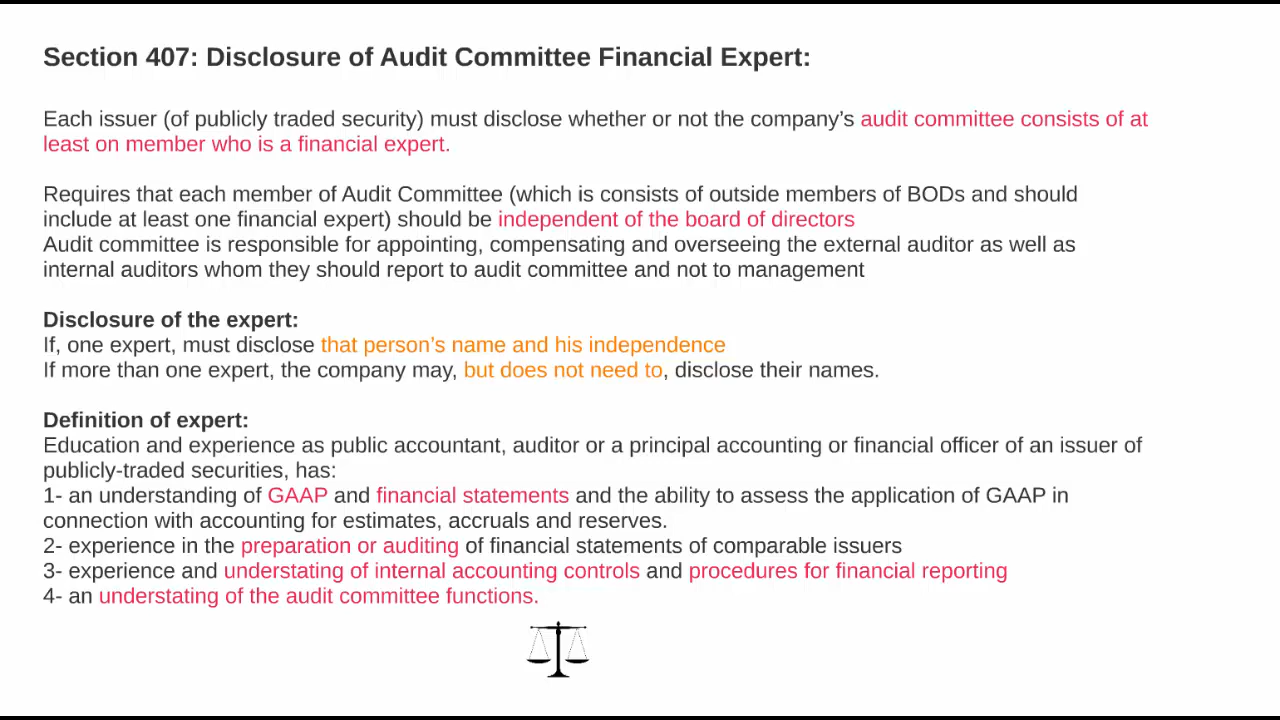 Section 407: Disclosure of Audit Committee Financial Expert:
Each issuer (of publicly traded security) must disclose whether or not the company’s audit committee consists of at
least on member who is a financial expert.
Requires that each member of Audit Committee (which is consists of outside members of BODs and should
include at least one financial expert) should be independent of the board of directors
Audit committee is responsible for appointing, compensating and overseeing the external auditor as well as
internal auditors whom they should report to audit committee and not to management
Disclosure of the expert:
If, one expert, must disclose that person’s name and his independence
If more than one expert, the company may, but does not need to, disclose their names.
Definition of expert:
Education and experience as public accountant, auditor or a principal accounting or financial officer of an issuer of
publicly-traded securities, has:
1- an understanding of GAAP and financial statements and the ability to assess the application of GAAP in
connection with accounting for estimates, accruals and reserves.
2- experience in the preparation or auditing of financial statements of comparable issuers
3- experience and understating of internal accounting controls and procedures for financial reporting
4- an understating of the audit committee functions.